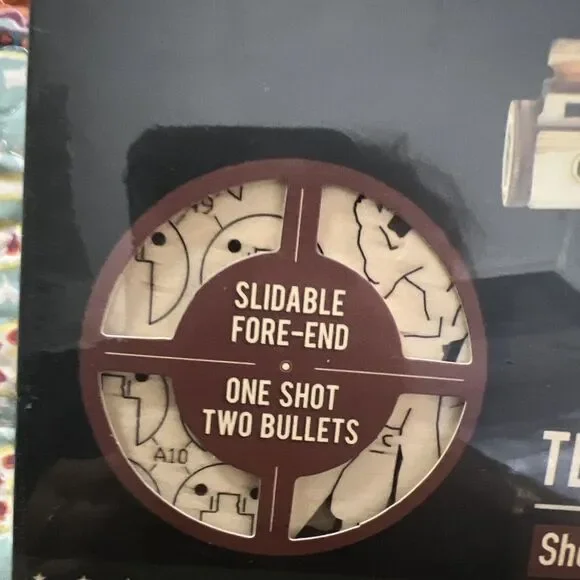 SLIDABLE
FORE-END
ONE SHOT
TWO BULLETS
A10
C